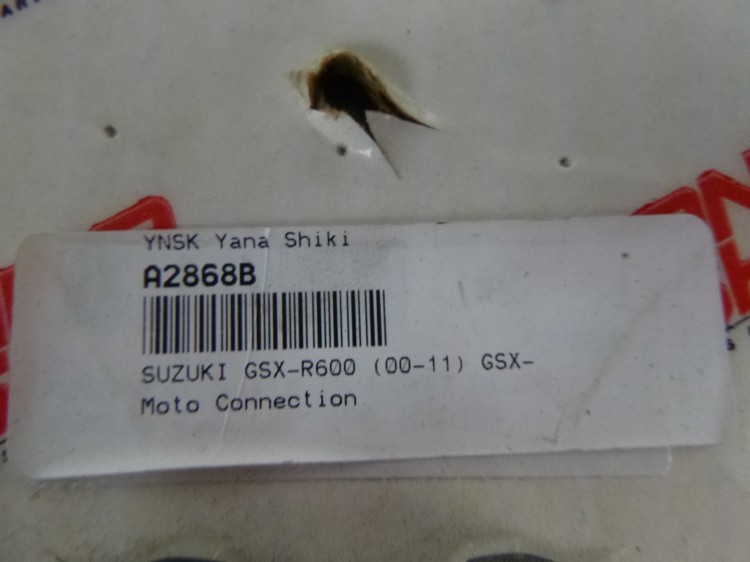 YNSK Yana Shiki
A2868B
SUZUKI GSX-R600 (00-11) GSX-
Moto Connection